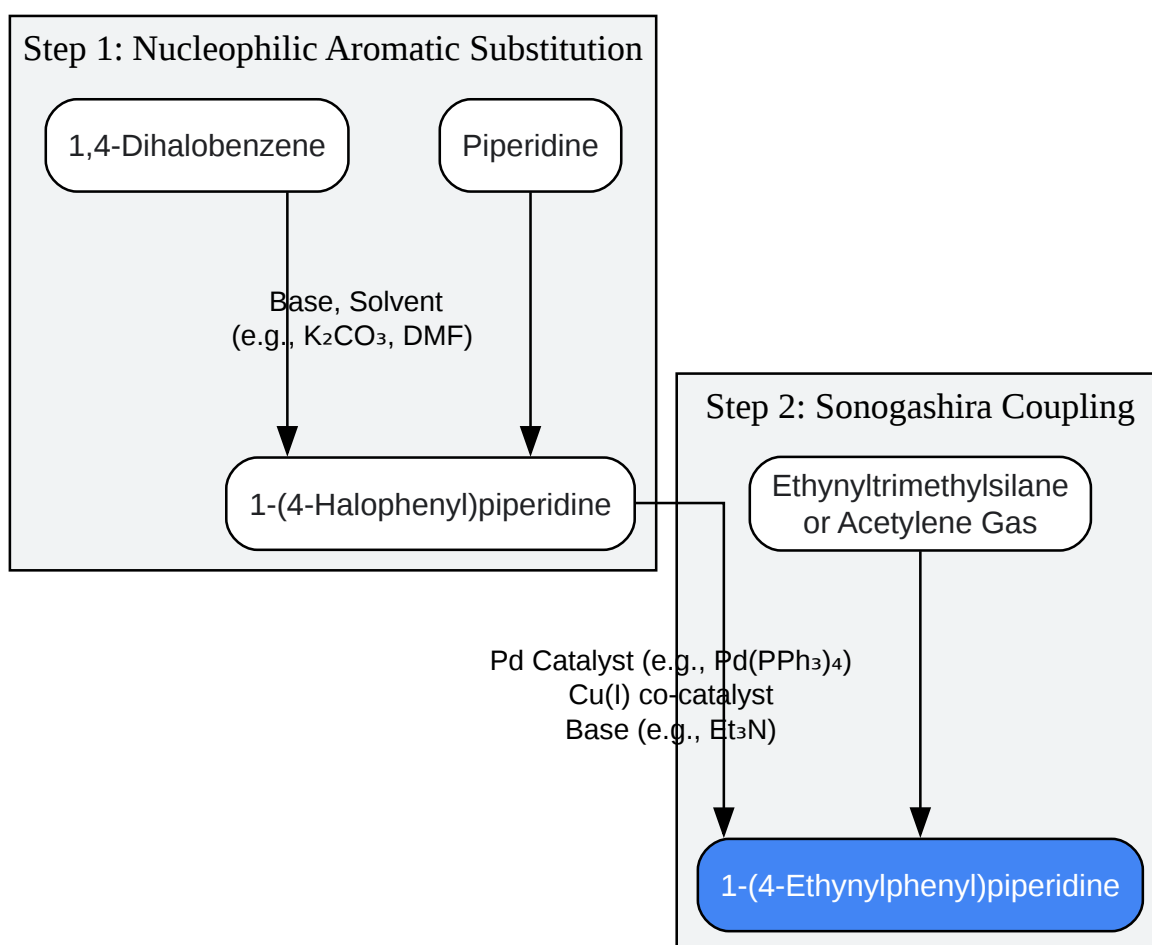 Step 1: Nucleophilic Aromatic Substitution
1,4-Dihalobenzene
Piperidine
Base, Solvent
(e.g., K₂CO₃, DMF)
1-(4-Halophenyl)piperidine
Step 2: Sonogashira Coupling
Ethynyltrimethylsilane
or Acetylene Gas
Pd Catalyst (e.g., Pd(PPh₃)₄)
Cu(I) co-catalyst
Base (e.g., Et₃N)
1-(4-Ethynylphenyl)piperidine